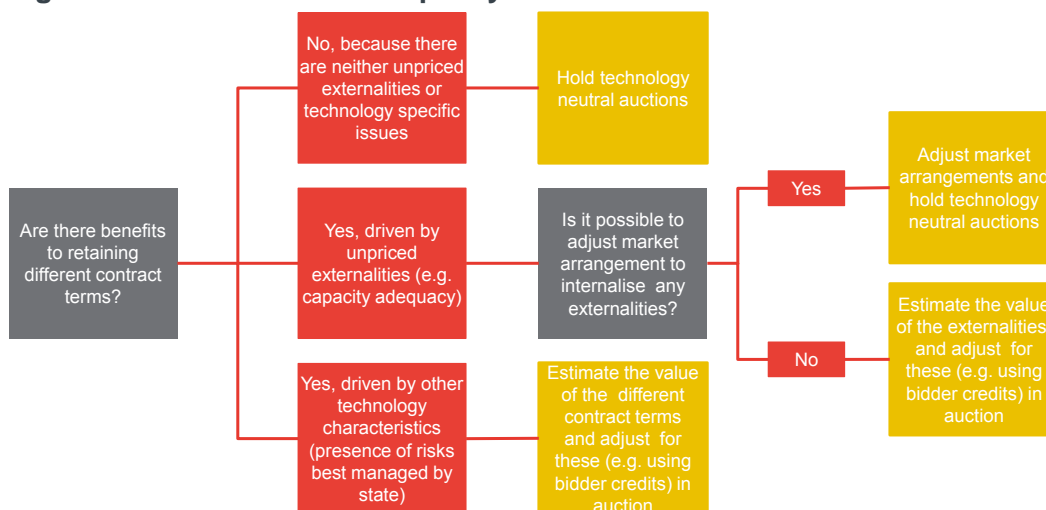 No, because there
are neither unpriced
externalities or
technology specific
issues
Hold technology
neutral auctions
Adjust market
arrangements and
hold technology
neutral auctions
Yes
Are there benefits
to retaining
different contract
terms?
Yes, driven by
unpriced
externalities (e.g.
capacity adequacy)
Is it possible to
adjust market
arrangement to
internalise any
externalities?
No
Estimate the value
of the externalities
and adjust for
these (e.g. using
bidder credits) in
auction
Yes, driven by other
technology
characteristics
(presence of risks
best managed by
state)
Estimate the value
of the different
contract terms
and adjust for
these (e.g. using
bidder credits) in
auction